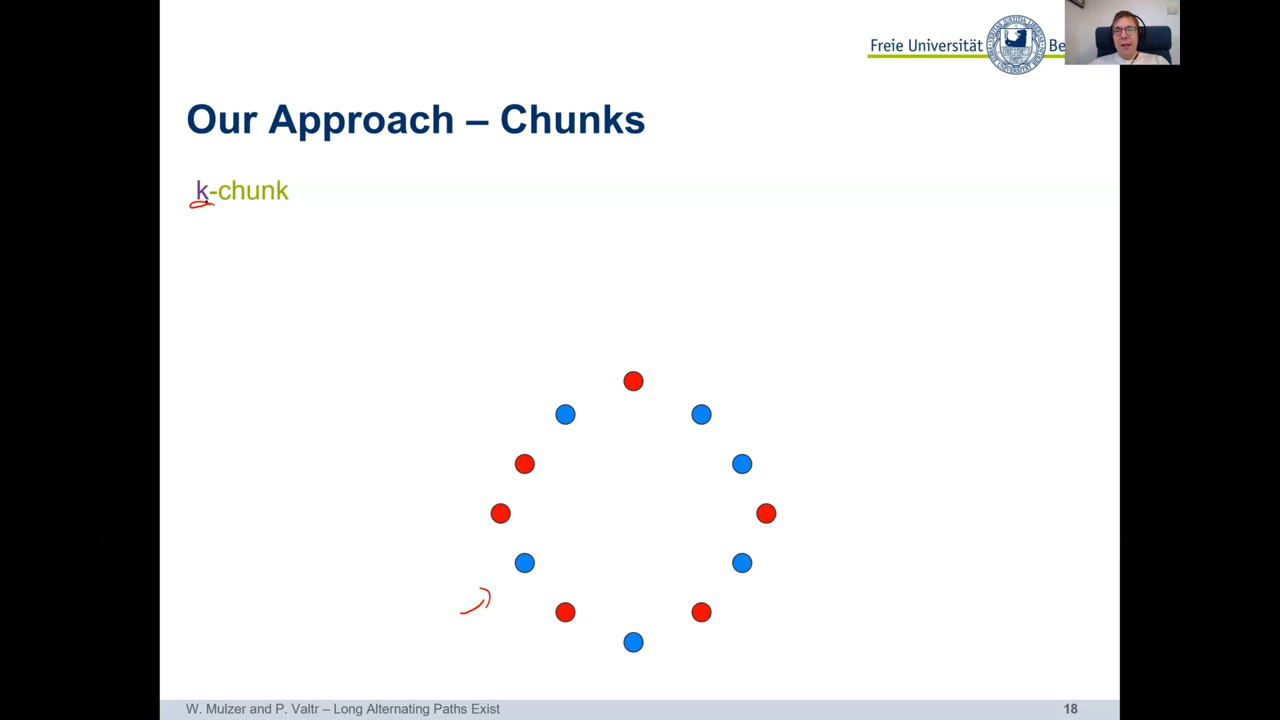 Freie Universität Be
Our Approach – Chunks
k-chunk
W. Mulzer and P. Valtr – Long Alternating Paths Exist
18